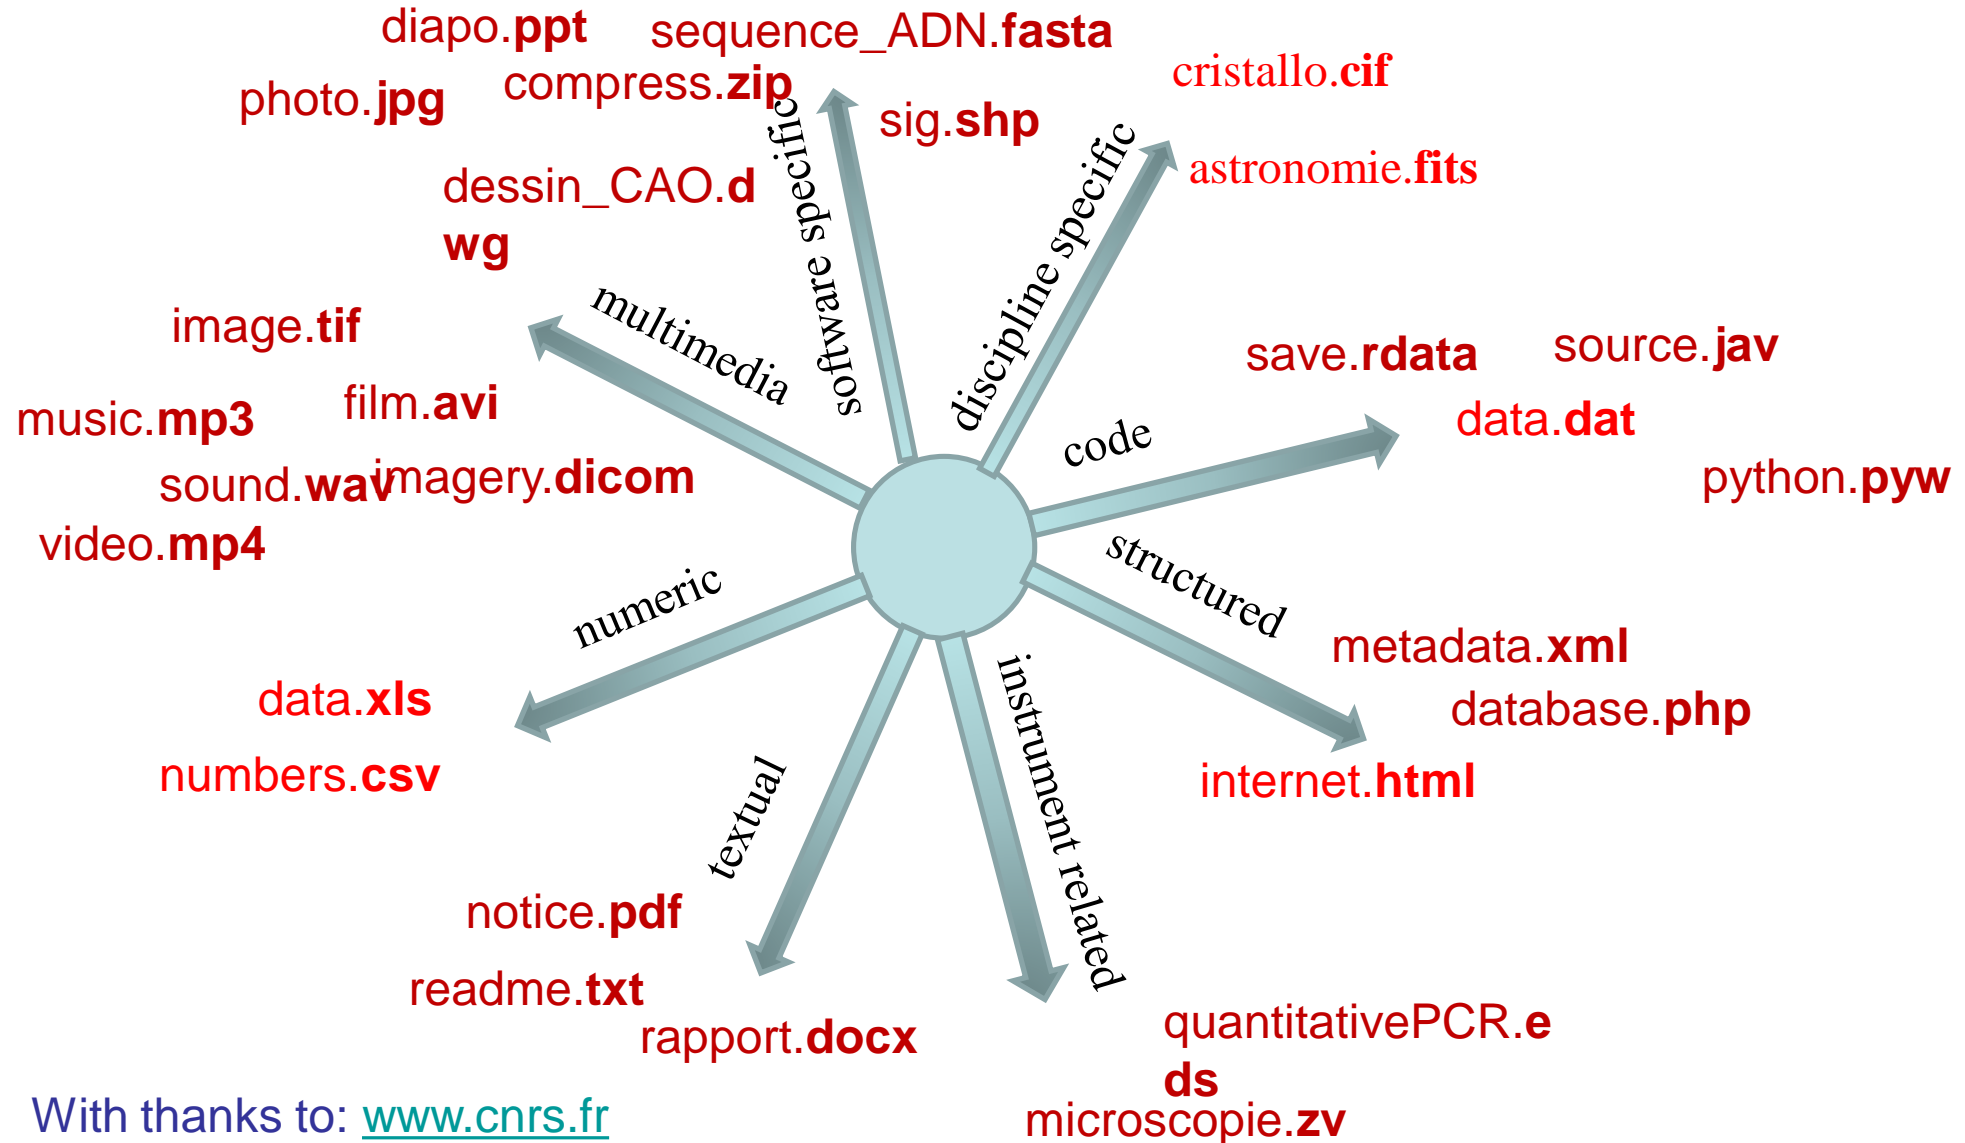 diapo.ppt
sequence_ADN.fasta
cristallo.cif
photo.jpg
compress.zip
sig.shp
software specific
discipline specific
astronomie.fits
dessin_CAO.d
wg
multimedia
image.tif
save.rdata
source.jav
music.mp3
film.avi
code
data.dat
sound.wav
imagery.dicom
python.pyw
video.mp4
numeric
structured
metadata.xml
data.xls
database.php
numbers.csv
internet.html
textual
instrument related
notice.pdf
readme.txt
rapport.docx
quantitativePCR.e
ds
microscopie.zv
With thanks to: www.cnrs.fr